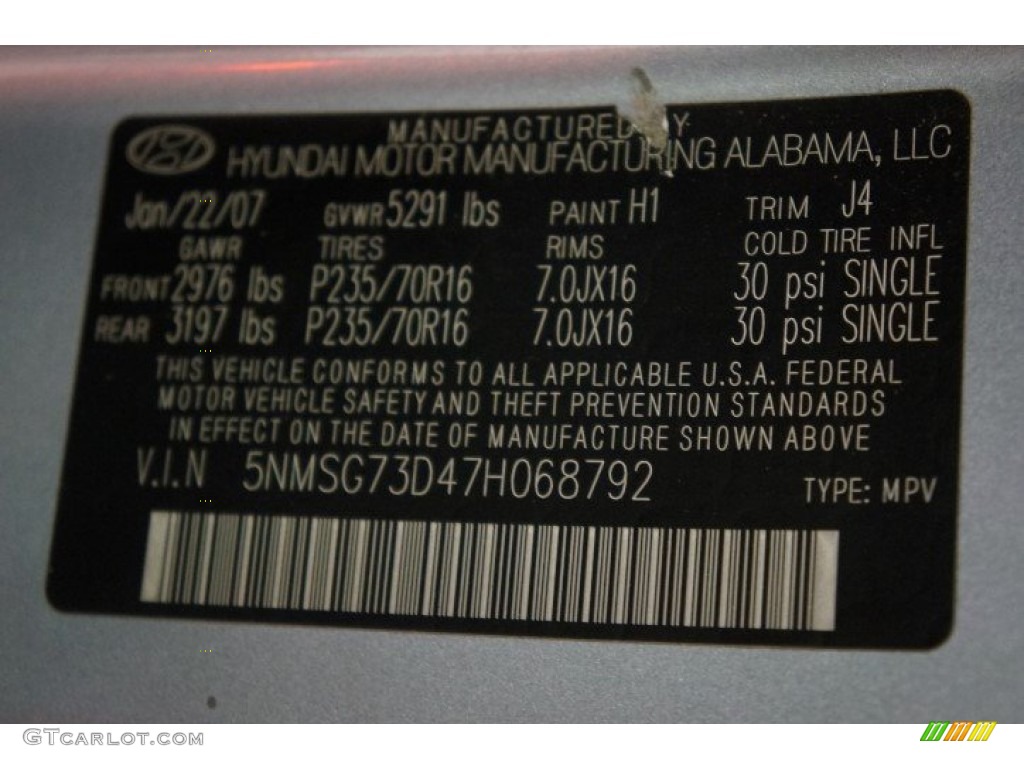 MANUFACTURED BY
HYUNDAI MOTOR MANUFACTURING ALABAMA, LLC
Jan/22/07 GVWR 5291 lbs PAINT H1 TRIM J4
GAWR TIRES RIMS COLD TIRE INFL
FRONT 2976 lbs P235/70R16 7.0JX16 30 psi SINGLE
REAR 3197 lbs P235/70R16 7.0JX16 30 psi SINGLE
THIS VEHICLE CONFORMS TO ALL APPLICABLE U.S.A. FEDERAL
MOTOR VEHICLE SAFETY AND THEFT PREVENTION STANDARDS
IN EFFECT ON THE DATE OF MANUFACTURE SHOWN ABOVE
V.I.N 5NMSG73D47H068792 TYPE: MPV
GTCARLOT.COM